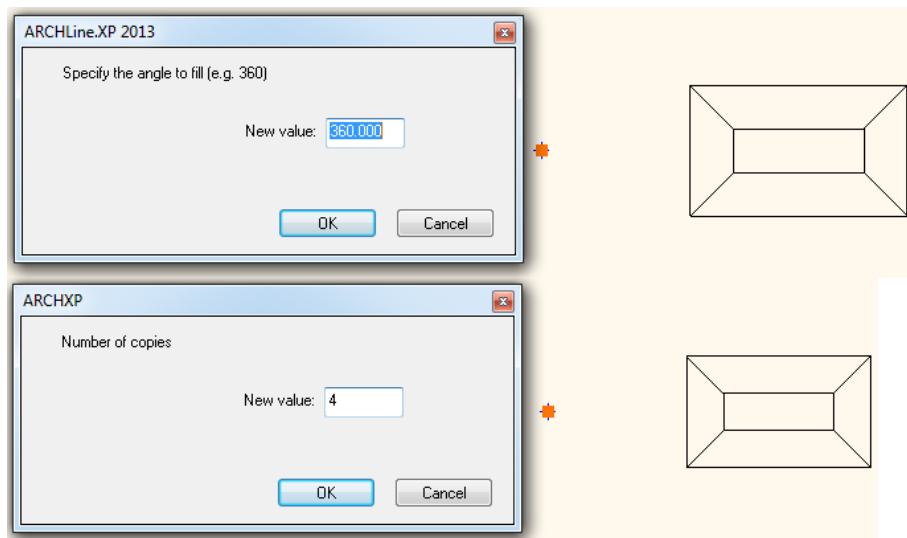 ARCHLine.XP 2013
Specify the angle to fill (e.g. 360)
New value: 360.000
OK Cancel
ARCHXP
Number of copies
New value: 4
OK Cancel